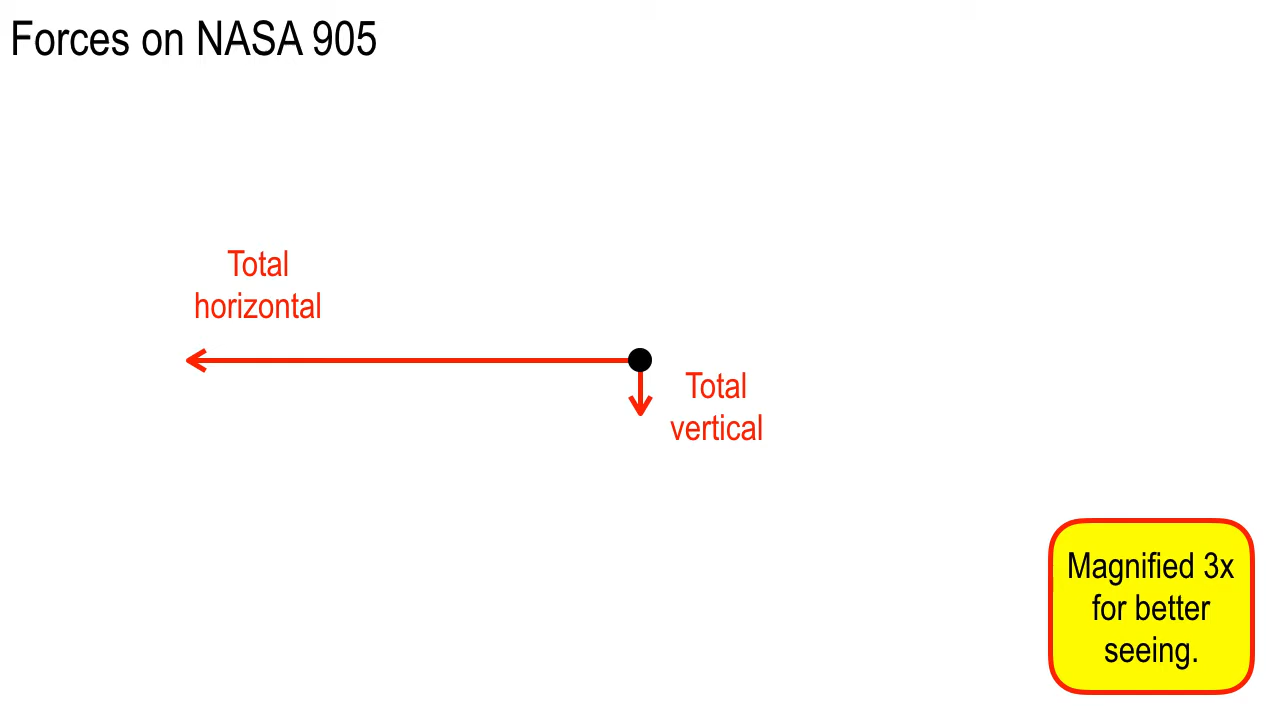 Forces on NASA 905
Total
horizontal
Total
vertical
Magnified 3x
for better
seeing.